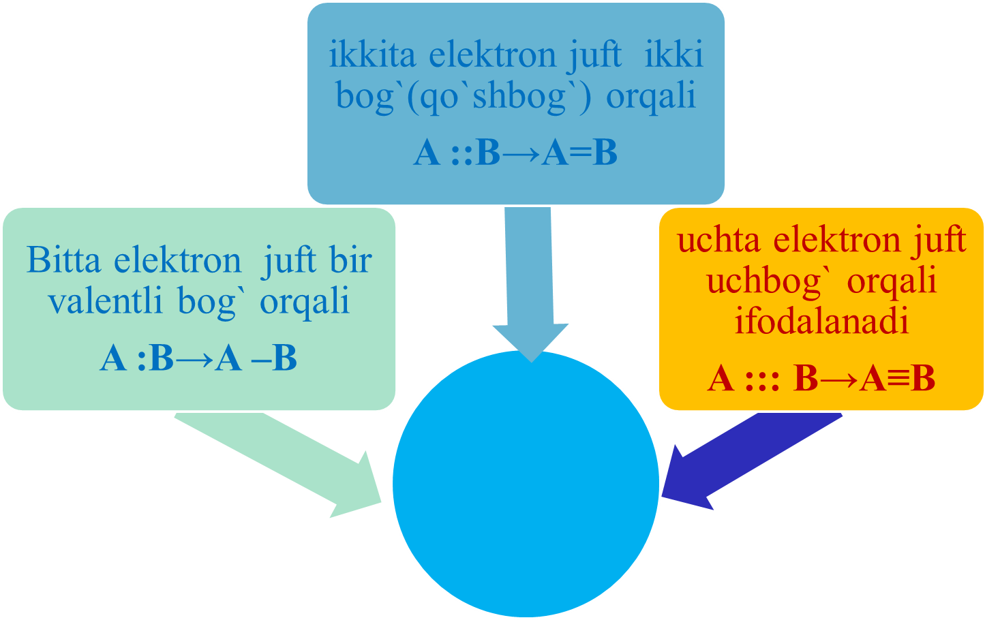 ikkita elektron juft  ikki
bog`(qo`shbog`) orqali
A ::B→A=B
Bitta elektron  juft bir
valentli bog` orqali
A :B→A –B
uchta elektron juft
uchbog` orqali
ifodalanadi
A ::: B→A≡B